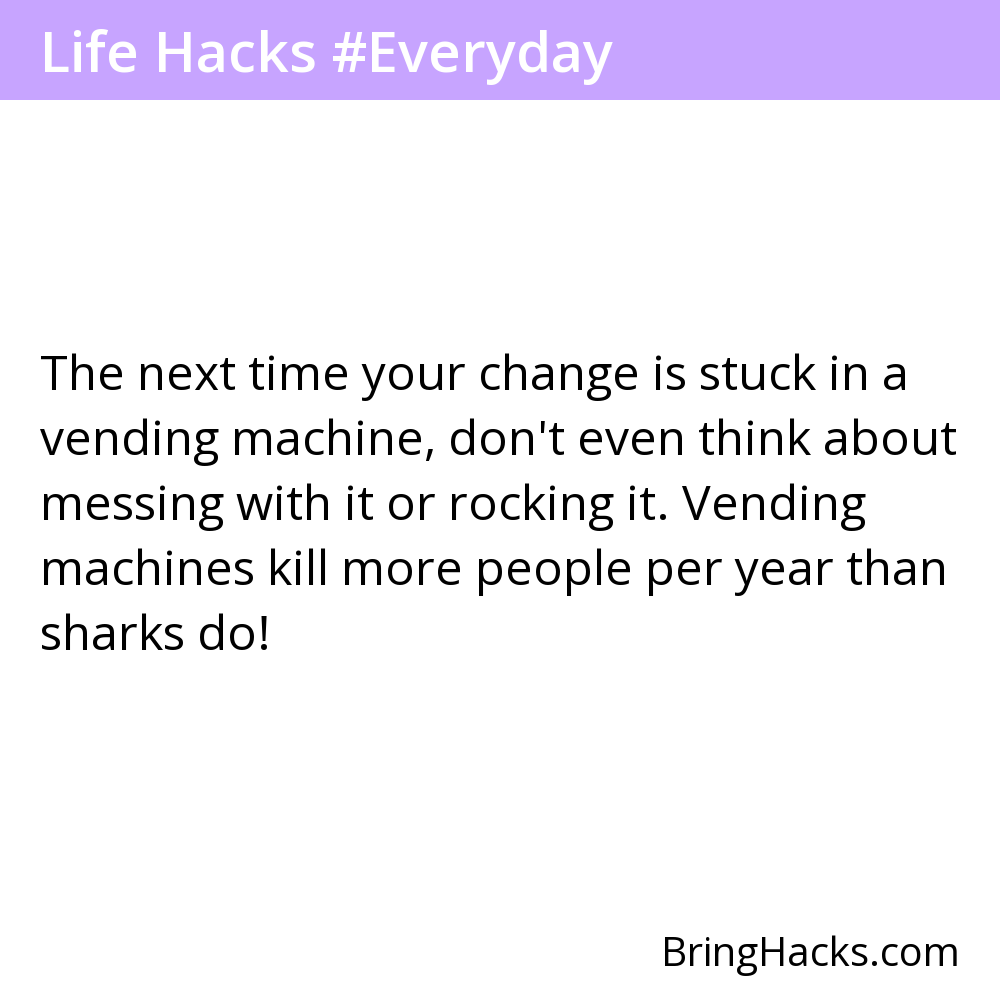 Life Hacks #Everyday
The next time your change is stuck in a
vending machine, don't even think about
messing with it or rocking it. Vending
machines kill more people per year than
sharks do!
BringHacks.com